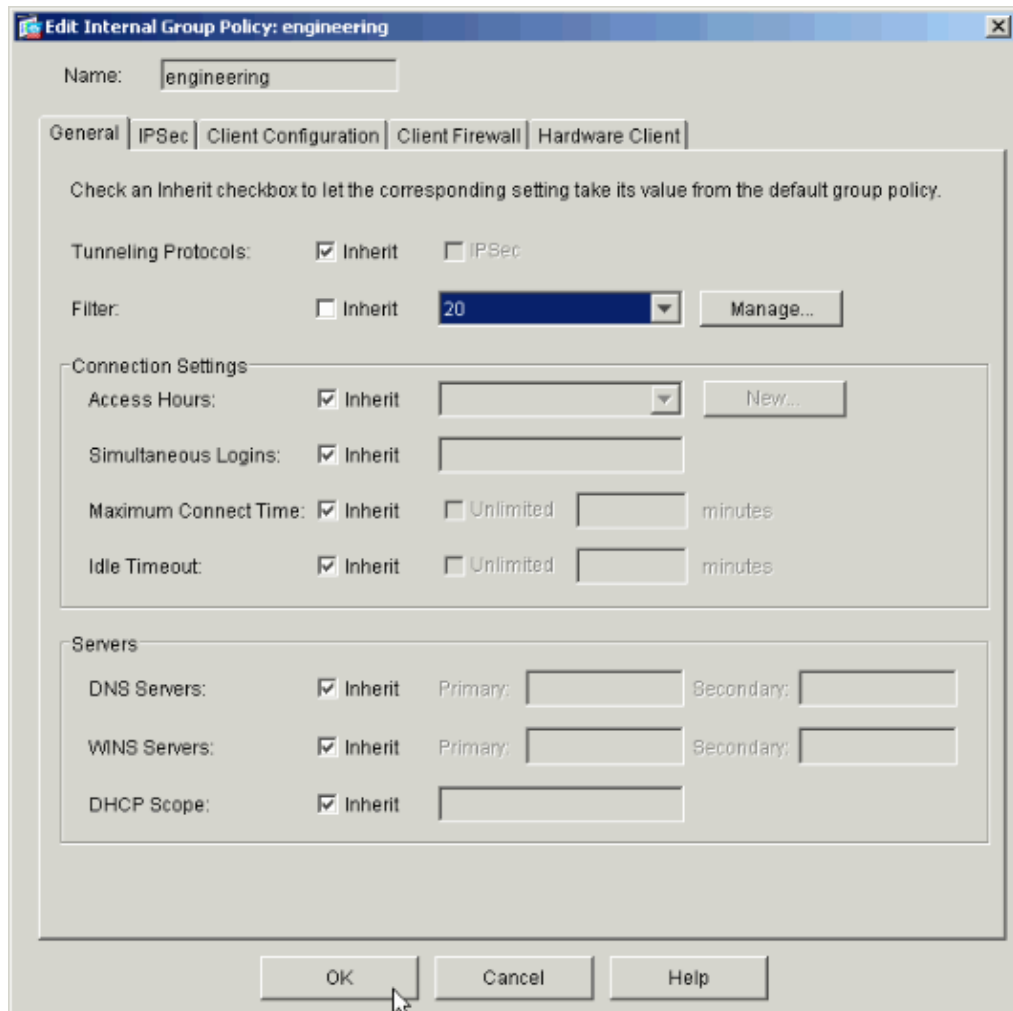 Edit Internal Group Policy: engineering
Name: engineering
General IPSec Client Configuration Client Firewall Hardware Client
Check an Inherit checkbox to let the corresponding setting take its value from the default group policy.
Tunneling Protocols: Inherit IPSec
Filter: Inherit 20 Manage...
Connection Settings
Access Hours: Inherit New...
Simultaneous Logins: Inherit
Maximum Connect Time: Inherit Unlimited minutes
Idle Timeout: Inherit Unlimited minutes
Servers
DNS Servers: Inherit Primary: Secondary:
WINS Servers: Inherit Primary: Secondary:
DHCP Scope: Inherit
OK Cancel Help